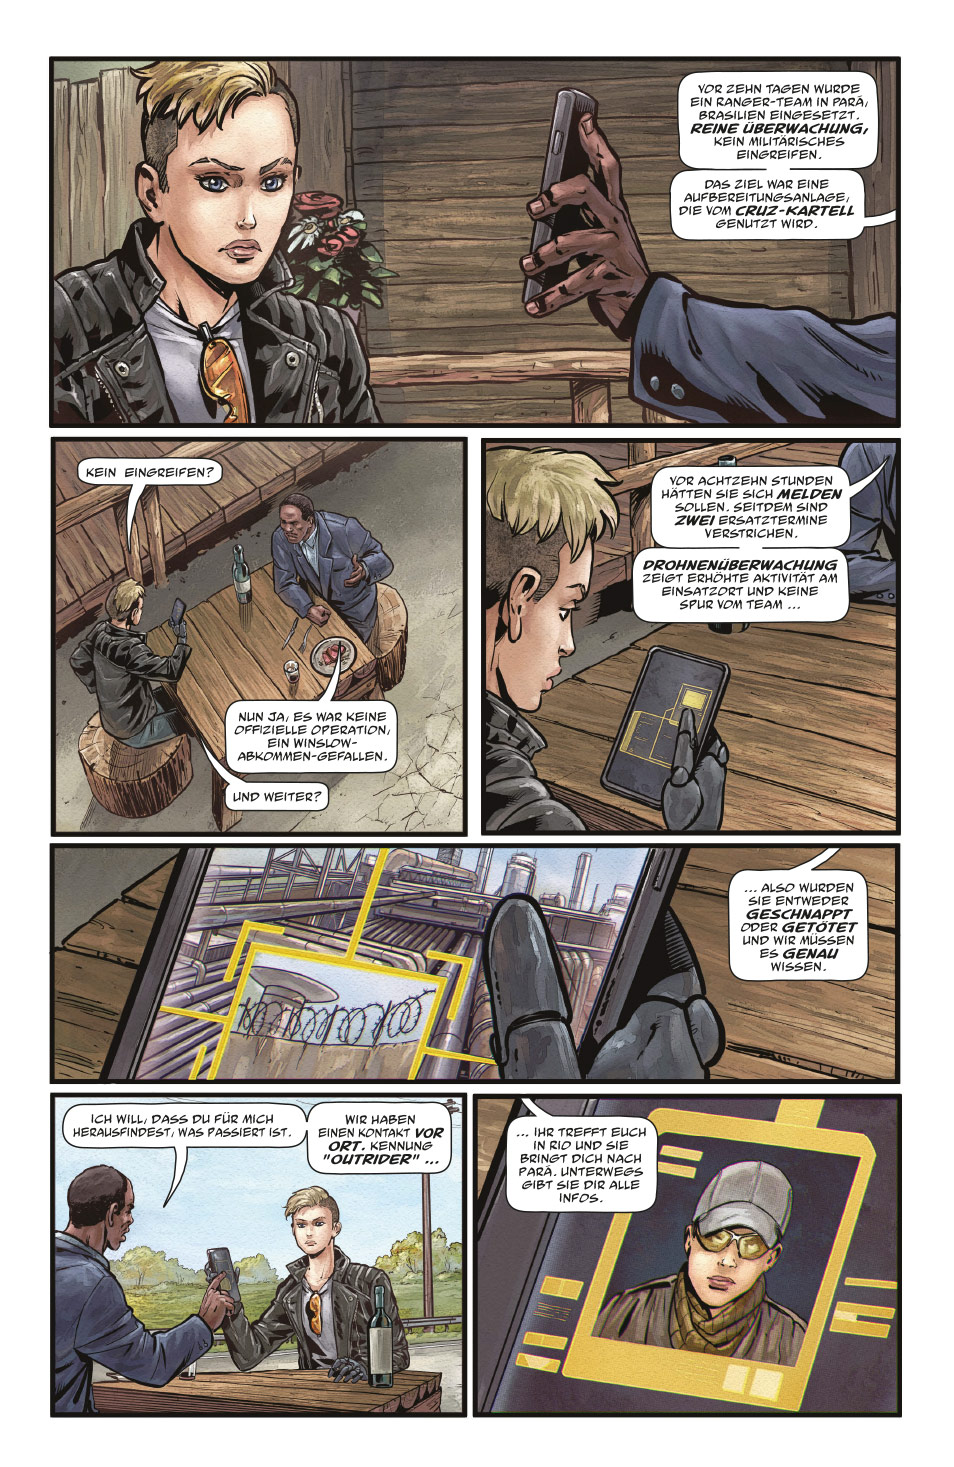 VOR ZEHN TAGEN WURDE
EIN RANGER-TEAM IN PARÁ,
BRASILIEN EINGESETZT.
REINE ÜBERWACHUNG,
KEIN MILITÄRISCHES
EINGREIFEN.
DAS ZIEL WAR EINE
AUFBEREITUNGSANLAGE,
DIE VOM CRUZ-KARTELL
GENUTZT WIRD.
KEIN EINGREIFEN?
NUN JA, ES WAR KEINE
OFFIZIELLE OPERATION,
EIN WINSLOW-
ABKOMMEN-GEFALLEN.
UND WEITER?
VOR ACHTZEHN STUNDEN
HÄTTEN SIE SICH MELDEN
SOLLEN. SEITDEM SIND
ZWEI ERSATZTERMINE
VERSTRICHEN.
DROHNENÜBERWACHUNG
ZEIGT ERHÖHTE AKTIVITÄT AM
EINSATZORT UND KEINE
SPUR VOM TEAM ...
... ALSO WURDEN
SIE ENTWEDER
GESCHNAPPT
ODER GETÖTET
UND WIR MÜSSEN
ES GENAU
WISSEN.
ICH WILL, DASS DU FÜR MICH
HERAUSFINDEST, WAS PASSIERT IST.
WIR HABEN
EINEN KONTAKT VOR
ORT. KENNUNG
"OUTRIDER" ...
... IHR TREFFT EUCH
IN RIO UND SIE
BRINGT DICH NACH
PARÁ. UNTERWEGS
GIBT SIE DIR ALLE
INFOS.